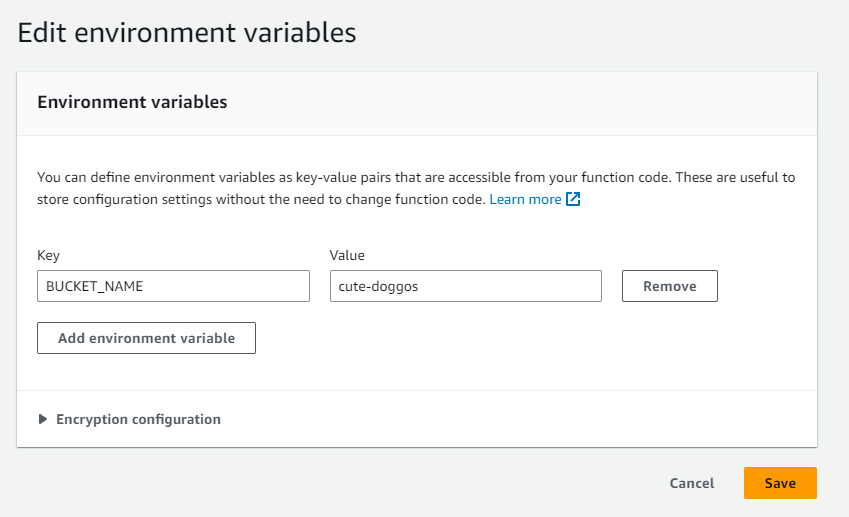 Edit environment variables
Environment variables
You can define environment variables as key-value pairs that are accessible from your function code. These are useful to
store configuration settings without the need to change function code. Learn more
Key Value
BUCKET_NAME cute-doggos Remove
Add environment variable
Encryption configuration
Cancel Save